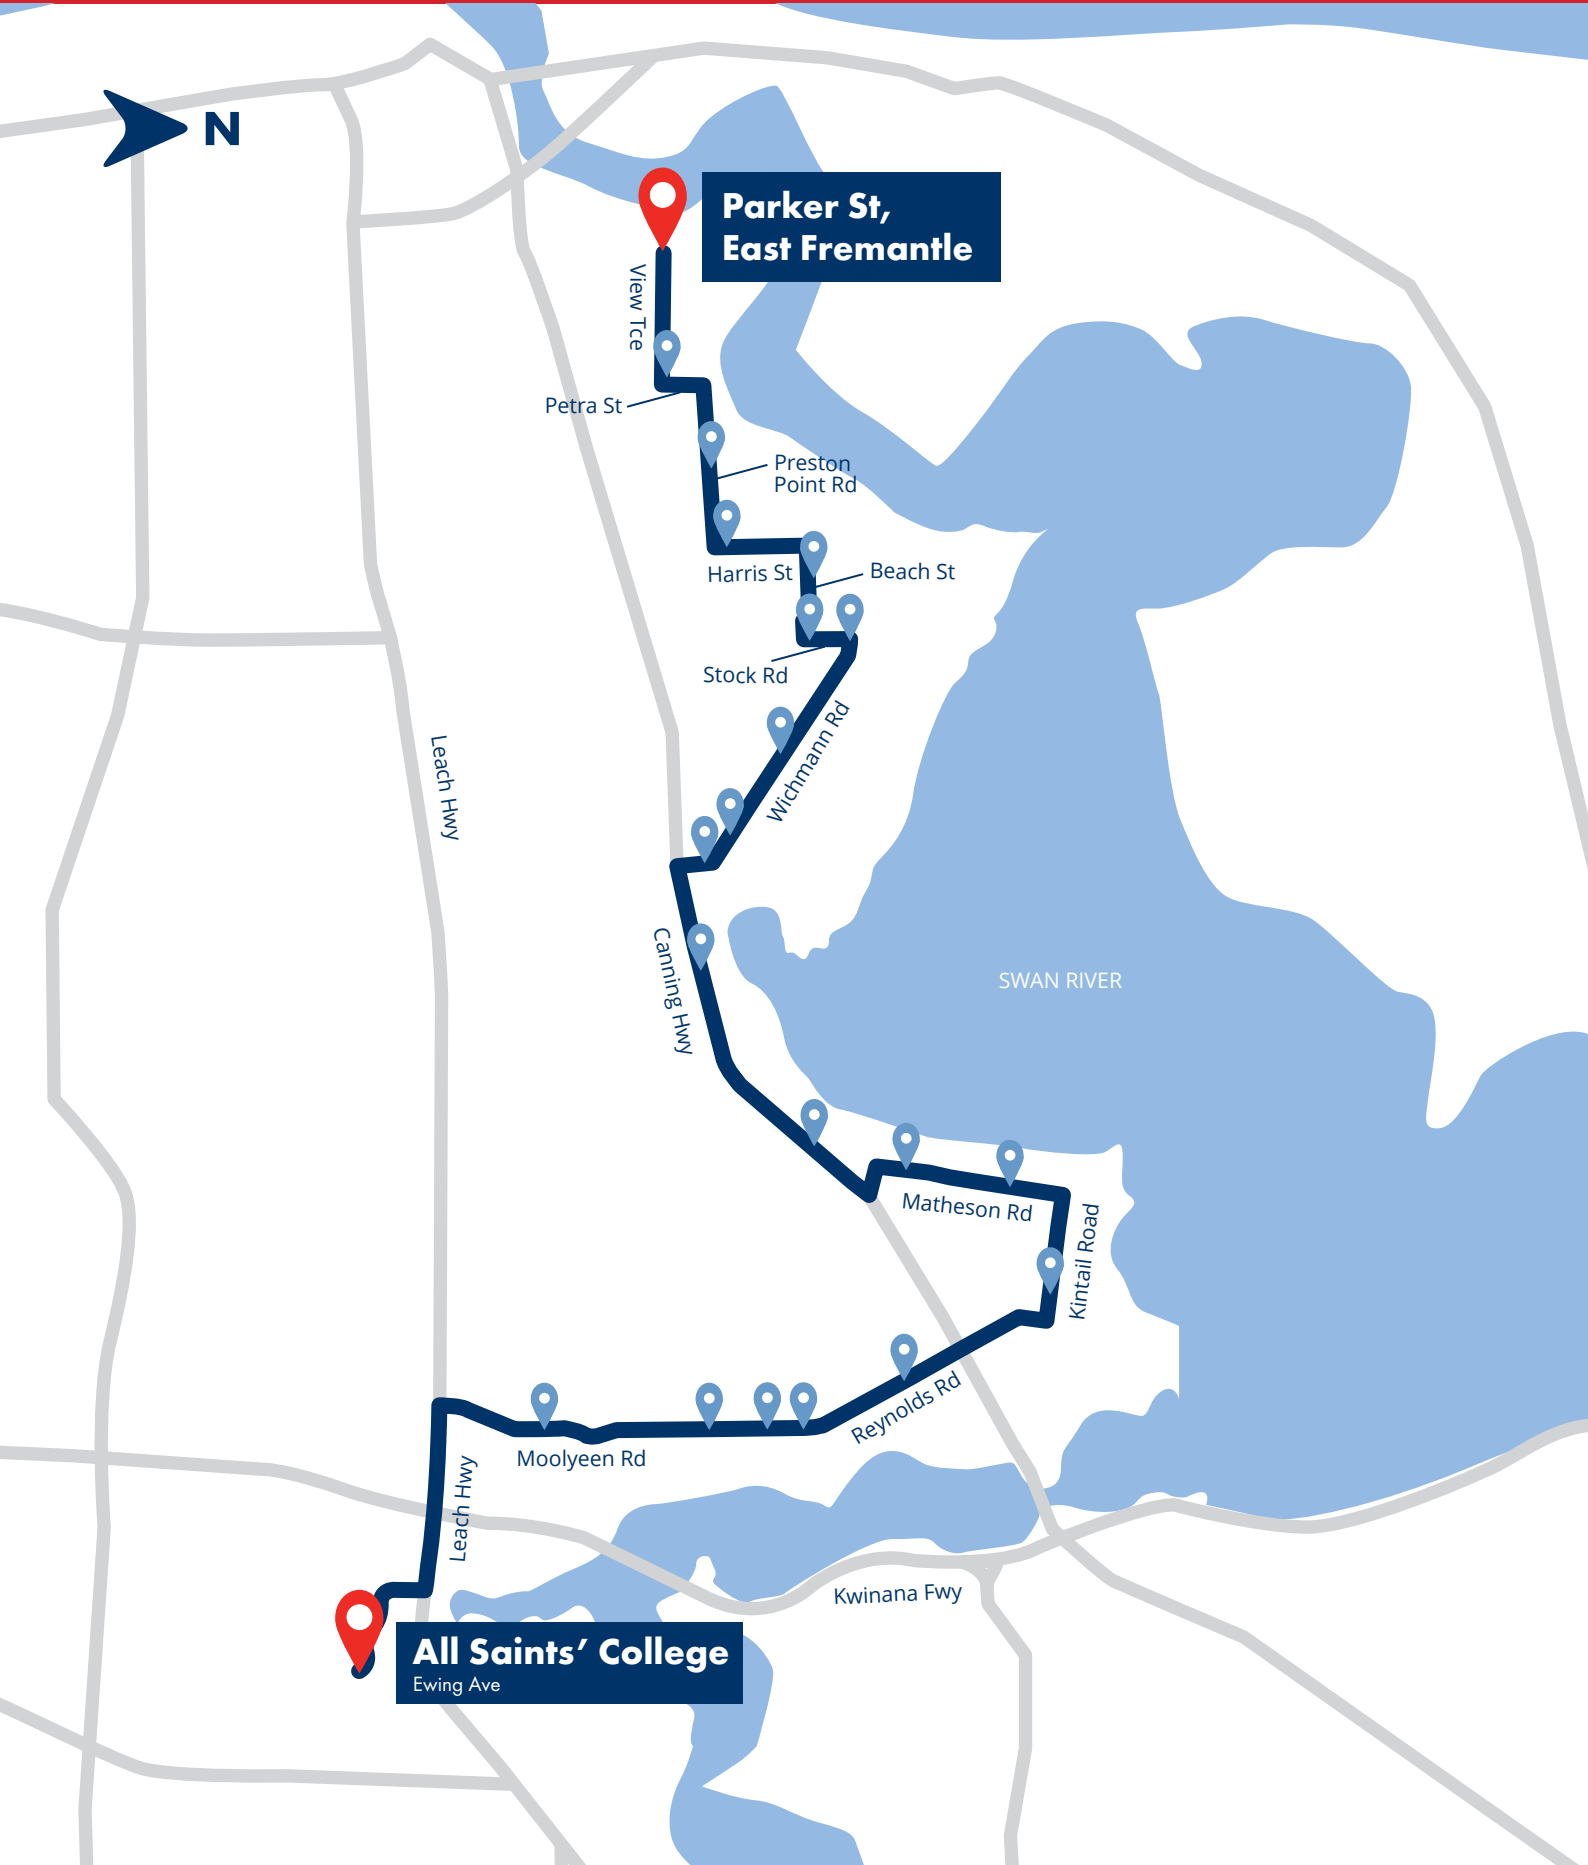 N
Parker St,
East Fremantle
View Tce
Petra St
Preston
Point Rd
Harris St
Beach St
Stock Rd
Wichmann Rd
Leach Hwy
Canning Hwy
SWAN RIVER
Matheson Rd
Kintail Road
Reynolds Rd
Moolyeen Rd
Leach Hwy
Kwinana Fwy
All Saints’ College
Ewing Ave